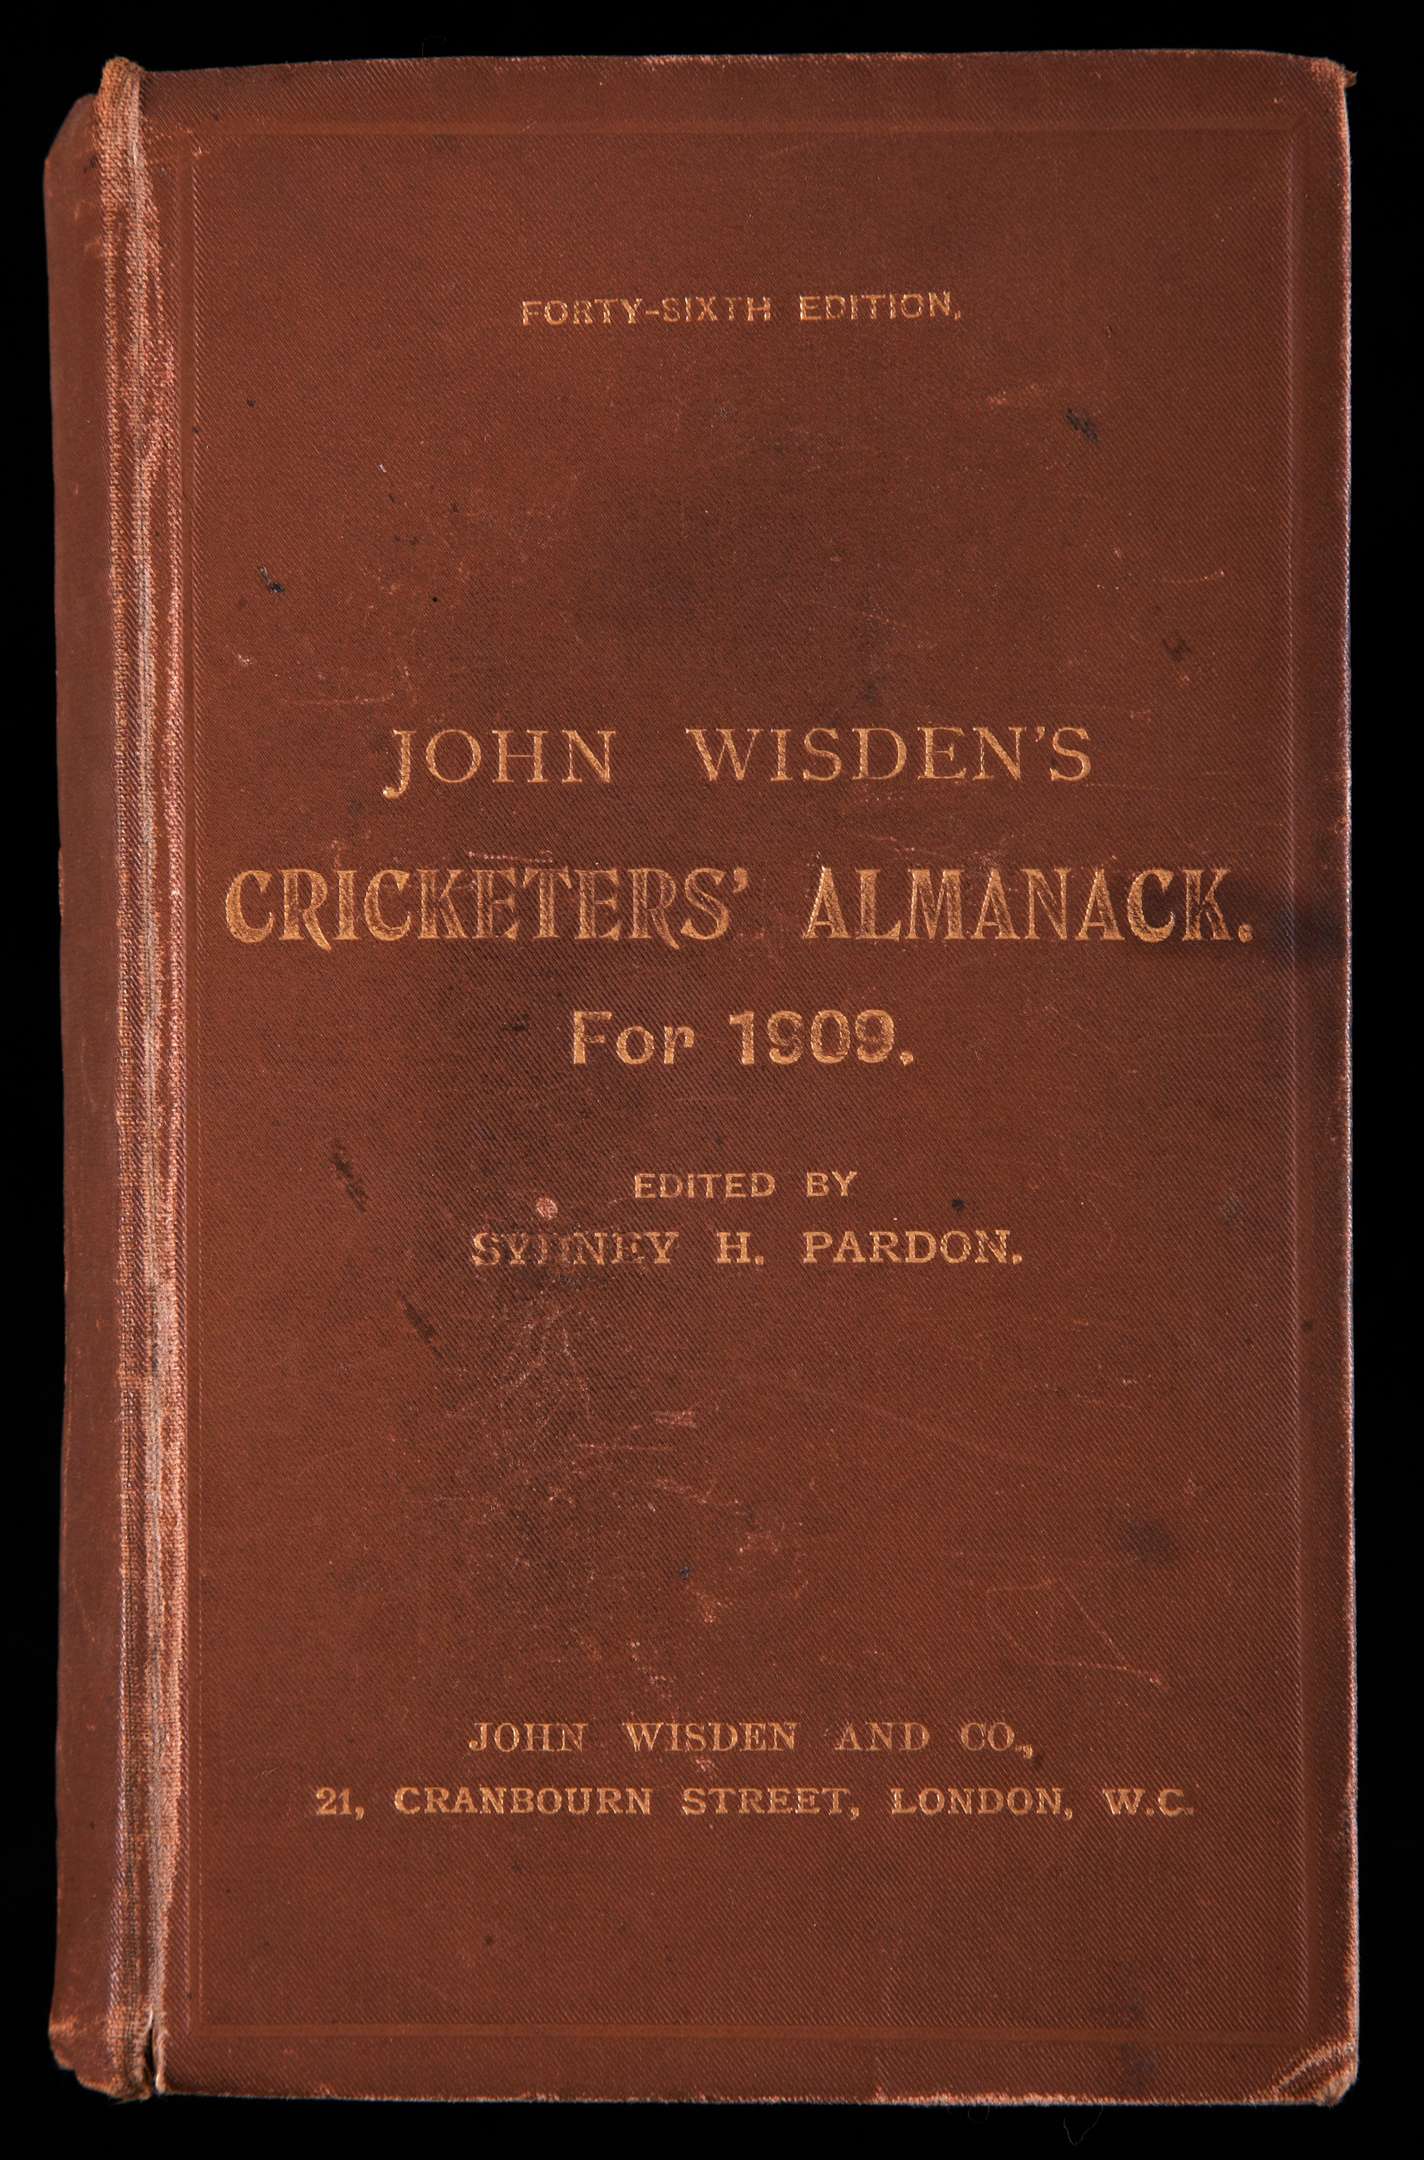 FORTY-SIXTH EDITION.
JOHN WISDEN'S
CRICKETERS' ALMANACK.
For 1909.
EDITED BY
SYDNEY H. PARDON.
JOHN WISDEN AND CO.,
21, CRANBOURN STREET, LONDON, W.C.